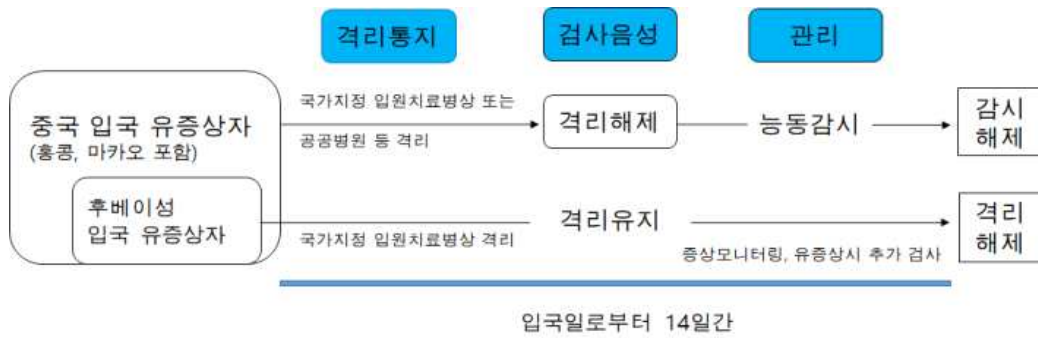 격리통지
검사음성
관리
중국 입국 유증상자
(홍콩, 마카오 포함)
국가지정 입원치료병상 또는
공공병원 등 격리
격리해제
능동감시
감시
해제
후베이성
입국 유증상자
국가지정 입원치료병상 격리
격리유지
증상모니터링, 유증상시 추가 검사
격리
해제
입국일로부터 14일간